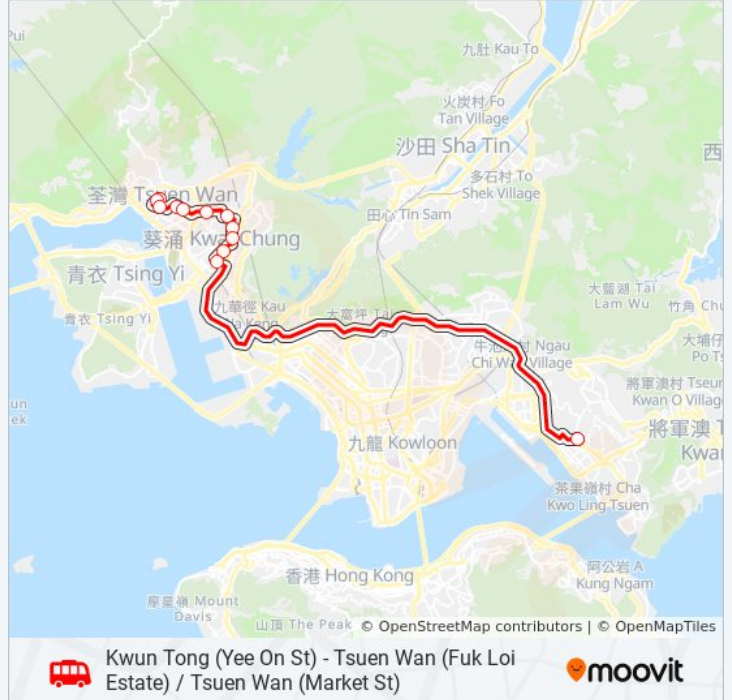 Pui
九肚 Kau To
火炭村 Fo
Tan Village
沙田 Sha Tin
西
多石村 To
Shek Village
荃灣 Tsuen Wan
田心 Tin Sam
葵涌 Kwai Chung
青衣 Tsing Yi
大藍湖 Tai
Lam Wu
九華徑 Kau
竹角 Chu
青衣 Tsing Yi
大富坪 Tai
大埔仔
Po Ts
牛池灣村 Ngau
Chi Wan Village
將軍澳村 Tseun
Kwan O Village
un
ek
將軍澳 T
Kwan
九龍 Kowloon
茶果嶺村 Cha
Kwo Ling Tsuen
香港 Hong Kong
阿公岩 A
Kung Ngam
摩星嶺 Mount
Davis
山頂 The Peak
© OpenStreetMap contributors | © OpenMapTiles
Kwun Tong (Yee On St) - Tsuen Wan (Fuk Loi
Estate) / Tsuen Wan (Market St)
moovit